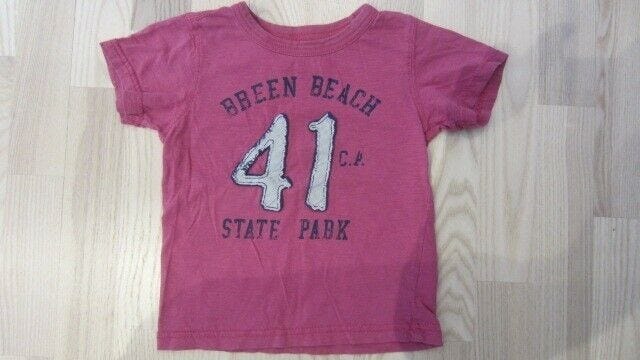 BREEN BEACH
41
C.A
STATE PARK